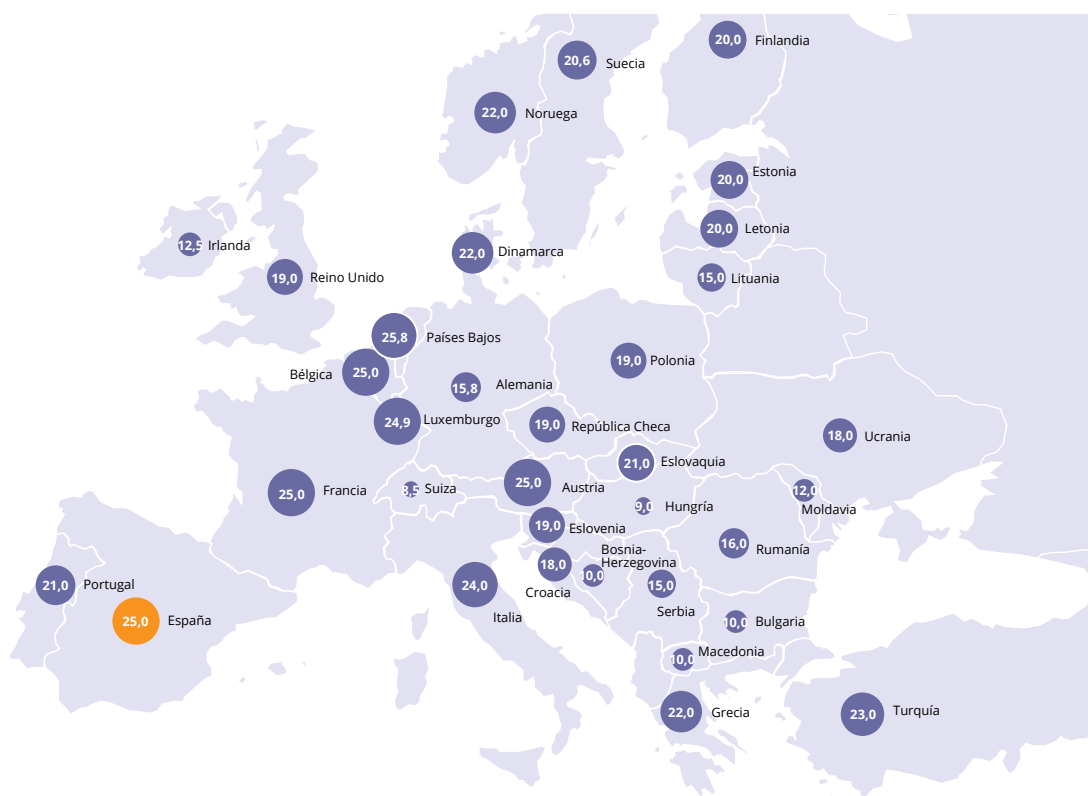 20,0 Finlandia
20,6 Suecia
22,0 Noruega
20,0 Estonia
20,0 Letonia
12,5 Irlanda
22,0 Dinamarca
19,0 Reino Unido
15,0 Lituania
25,8 Países Bajos
19,0 Polonia
Bélgica 25,0
15,8 Alemania
24,9 Luxemburgo
19,0 República Checa
18,0 Ucrania
21,0 Eslovaquia
25,0 Francia
8,5 Suiza
25,0 Austria
12,0
Moldavia
9,0 Hungría
19,0 Eslovenia
16,0 Rumanía
Bosnia-
Herzegovina
10,0
18,0
Croacia
21,0 Portugal
24,0
Italia
15,0
Serbia
25,0 España
10,0 Bulgaria
10,0 Macedonia
22,0 Grecia
23,0 Turquía